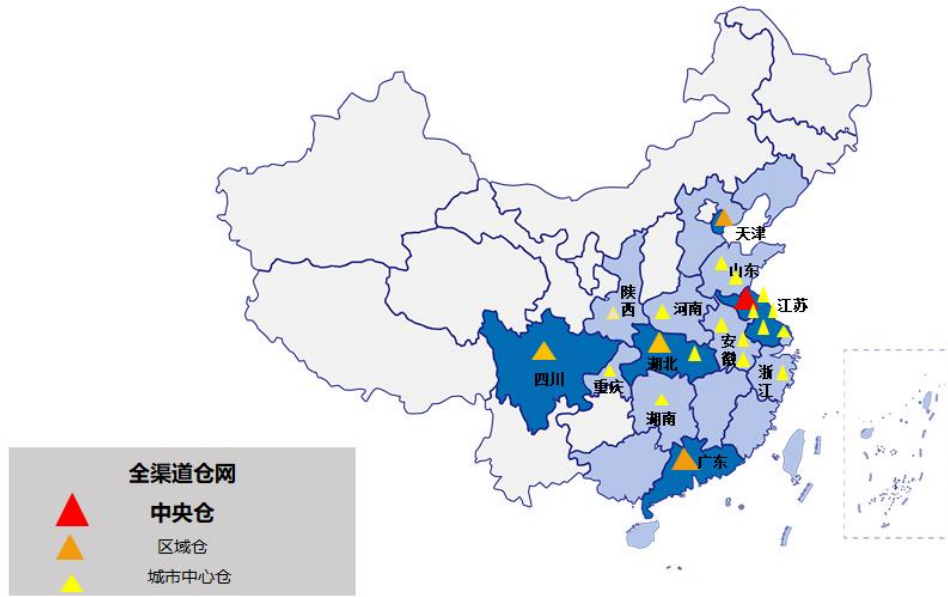 天津
山东
江苏
陕
西
河南
安
徽
湖北
四川
重庆
浙
江
湖南
广东
全渠道仓网
中央仓
区域仓
城市中心仓